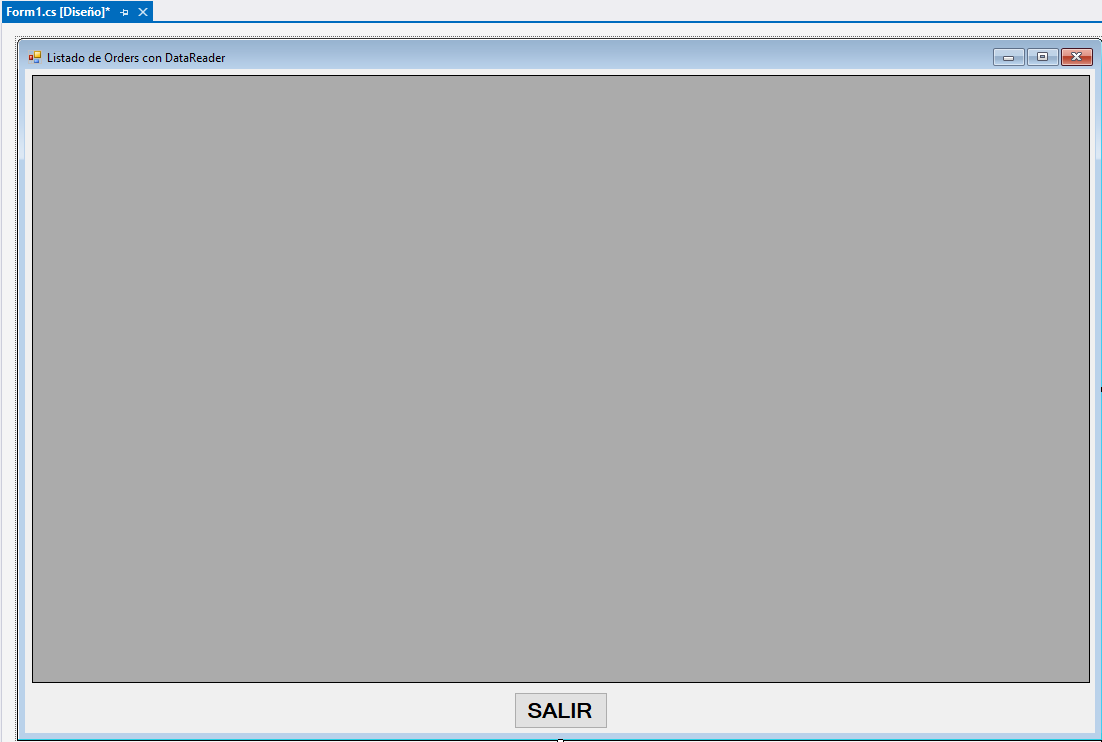 Form1.cs [Diseño]*
Listado de Orders con DataReader
SALIR